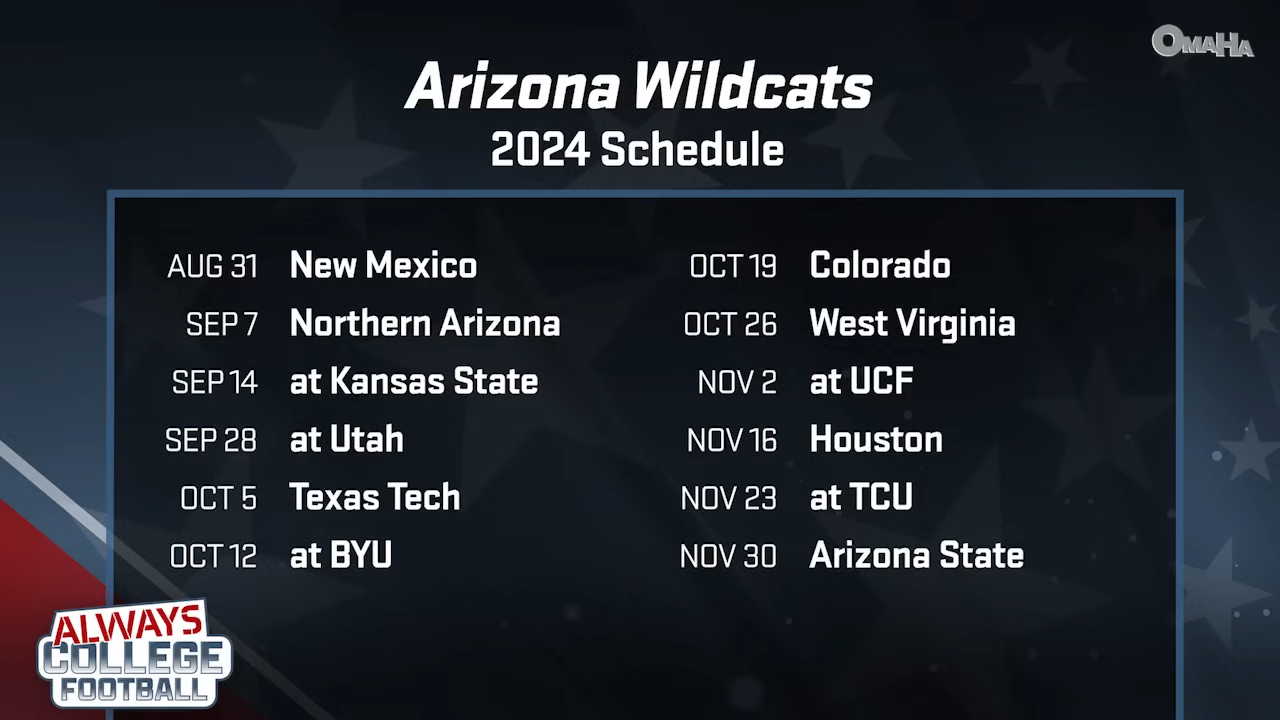 OMAHA
Arizona Wildcats
2024 Schedule
AUG 31 New Mexico
SEP 7 Northern Arizona
SEP 14 at Kansas State
SEP 28 at Utah
OCT 5 Texas Tech
OCT 12 at BYU
OCT 19 Colorado
OCT 26 West Virginia
NOV 2 at UCF
NOV 16 Houston
NOV 23 at TCU
NOV 30 Arizona State
ALWAYS
COLLEGE
FOOTBALL